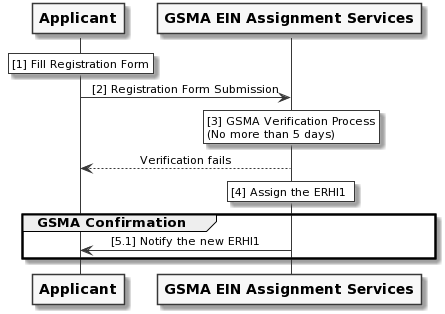 Applicant
GSMA EIN Assignment Services
[1] Fill Registration Form
[2] Registration Form Submission
[3] GSMA Verification Process
(No more than 5 days)
Verification fails
[4] Assign the ERHI1
GSMA Confirmation
[5.1] Notify the new ERHI1
Applicant
GSMA EIN Assignment Services